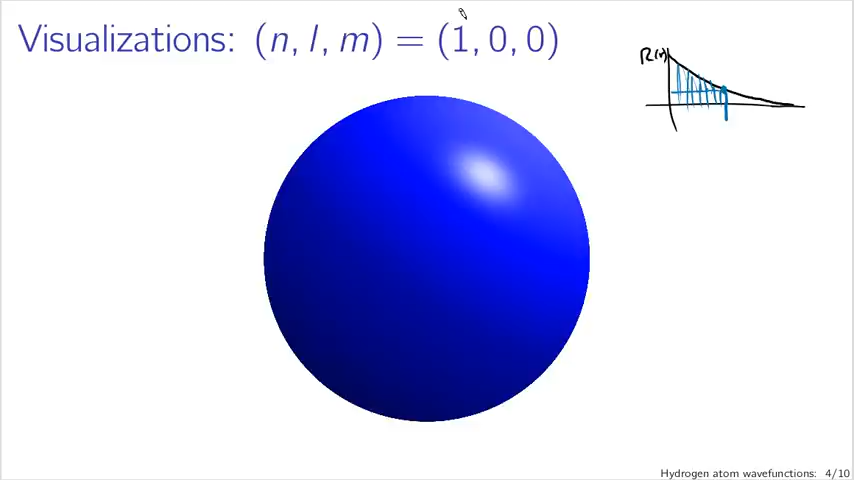 Visualizations: (n, l, m) = (1, 0, 0)
R(r)
Hydrogen atom wavefunctions: 4/10